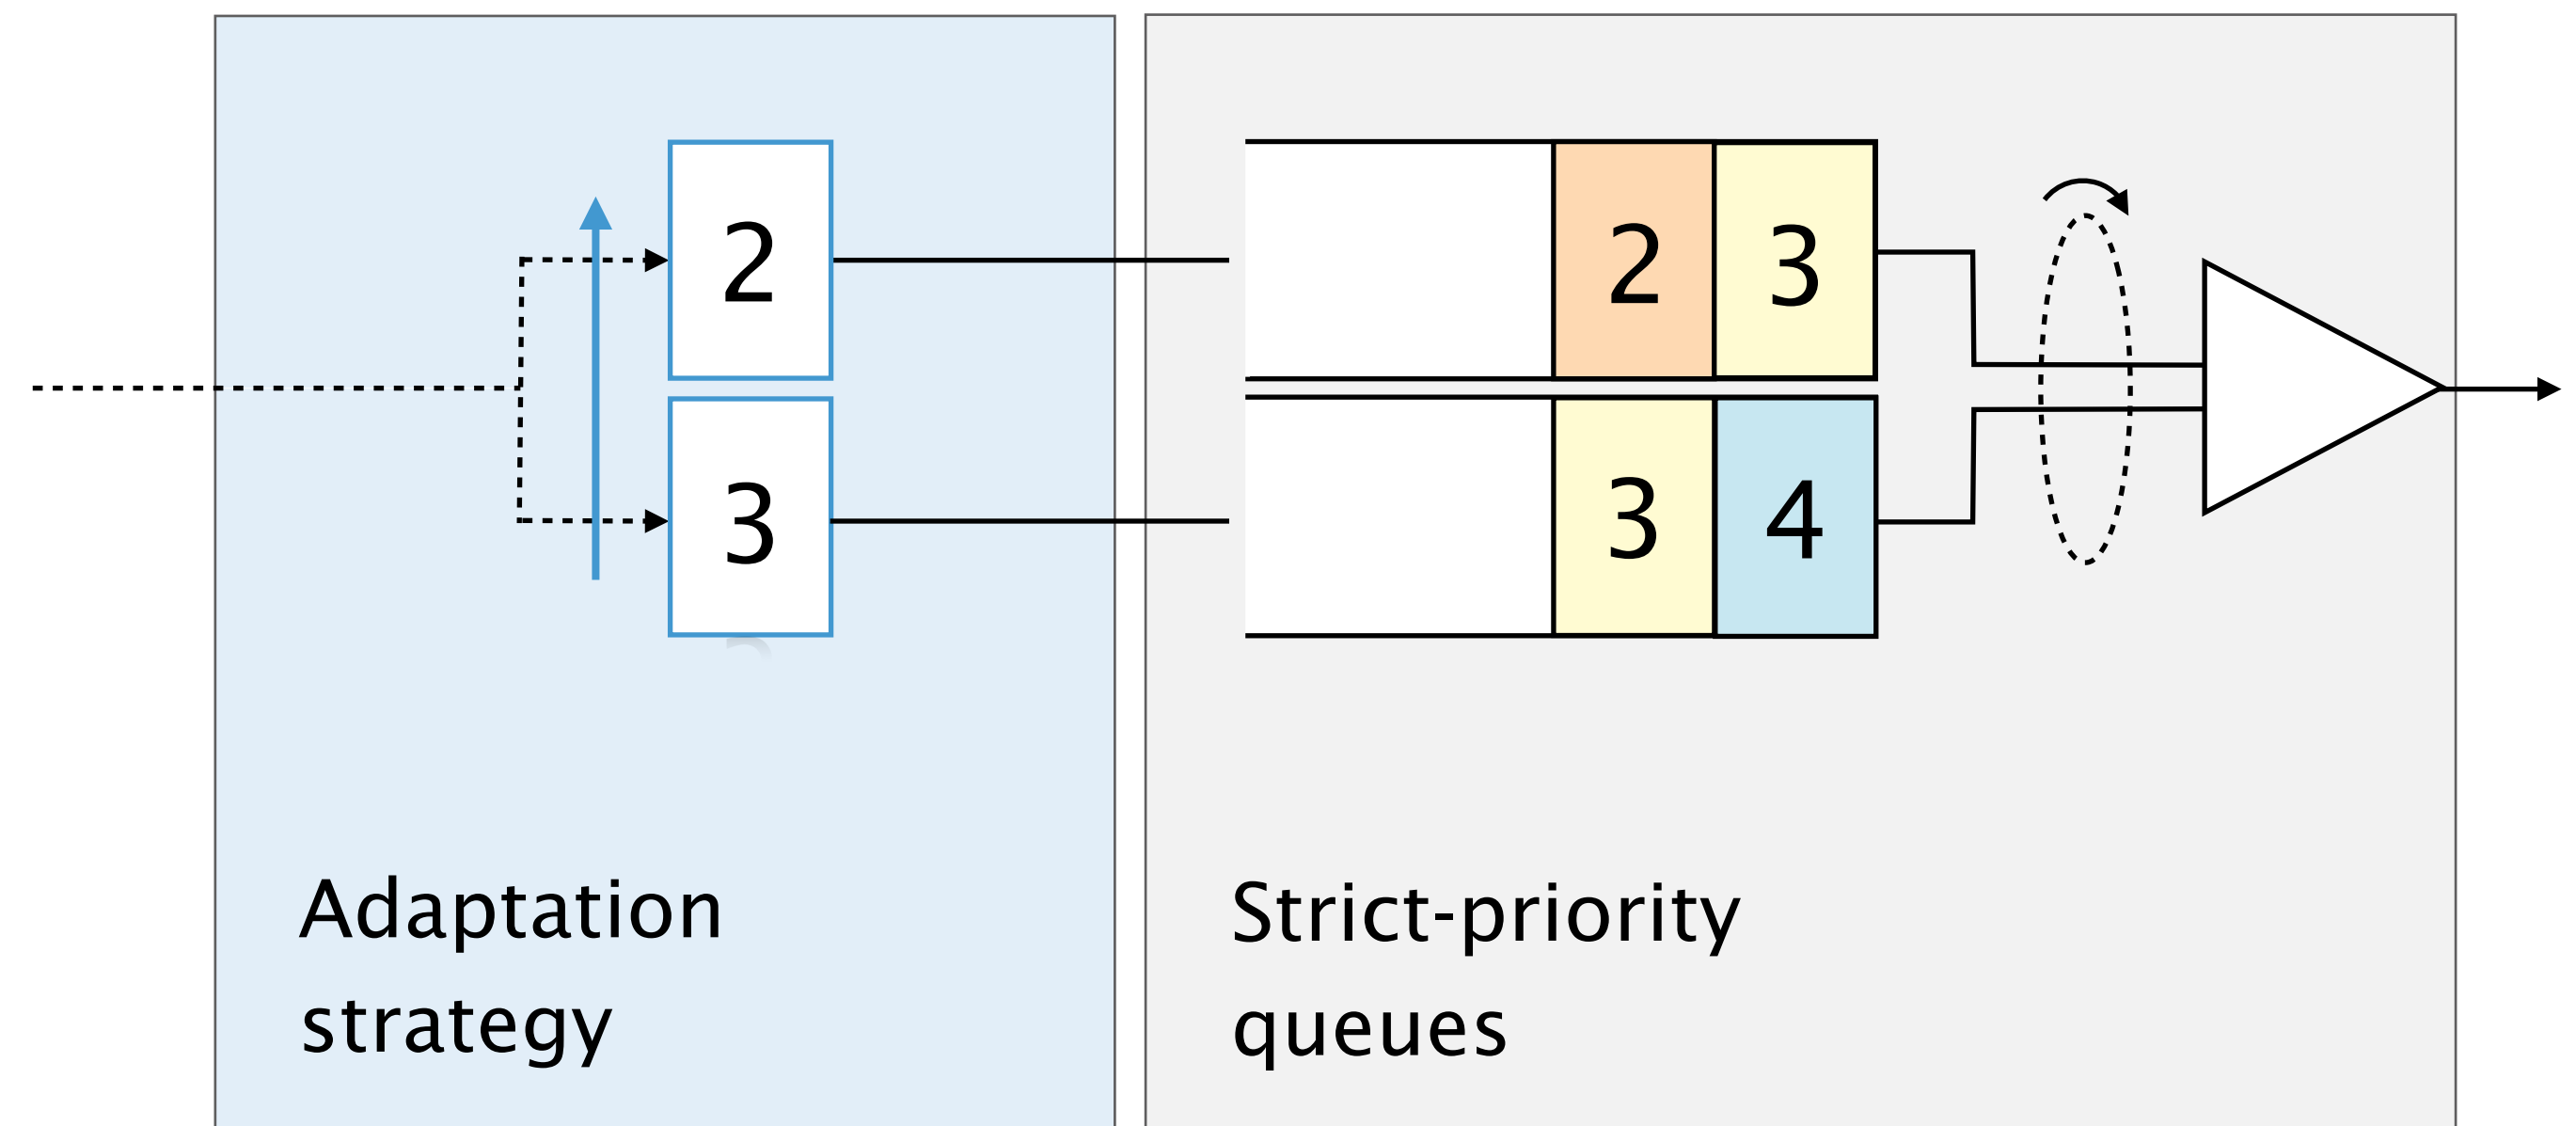 2 2 3
3 3 4
Adaptation
strategy
Strict-priority
queues